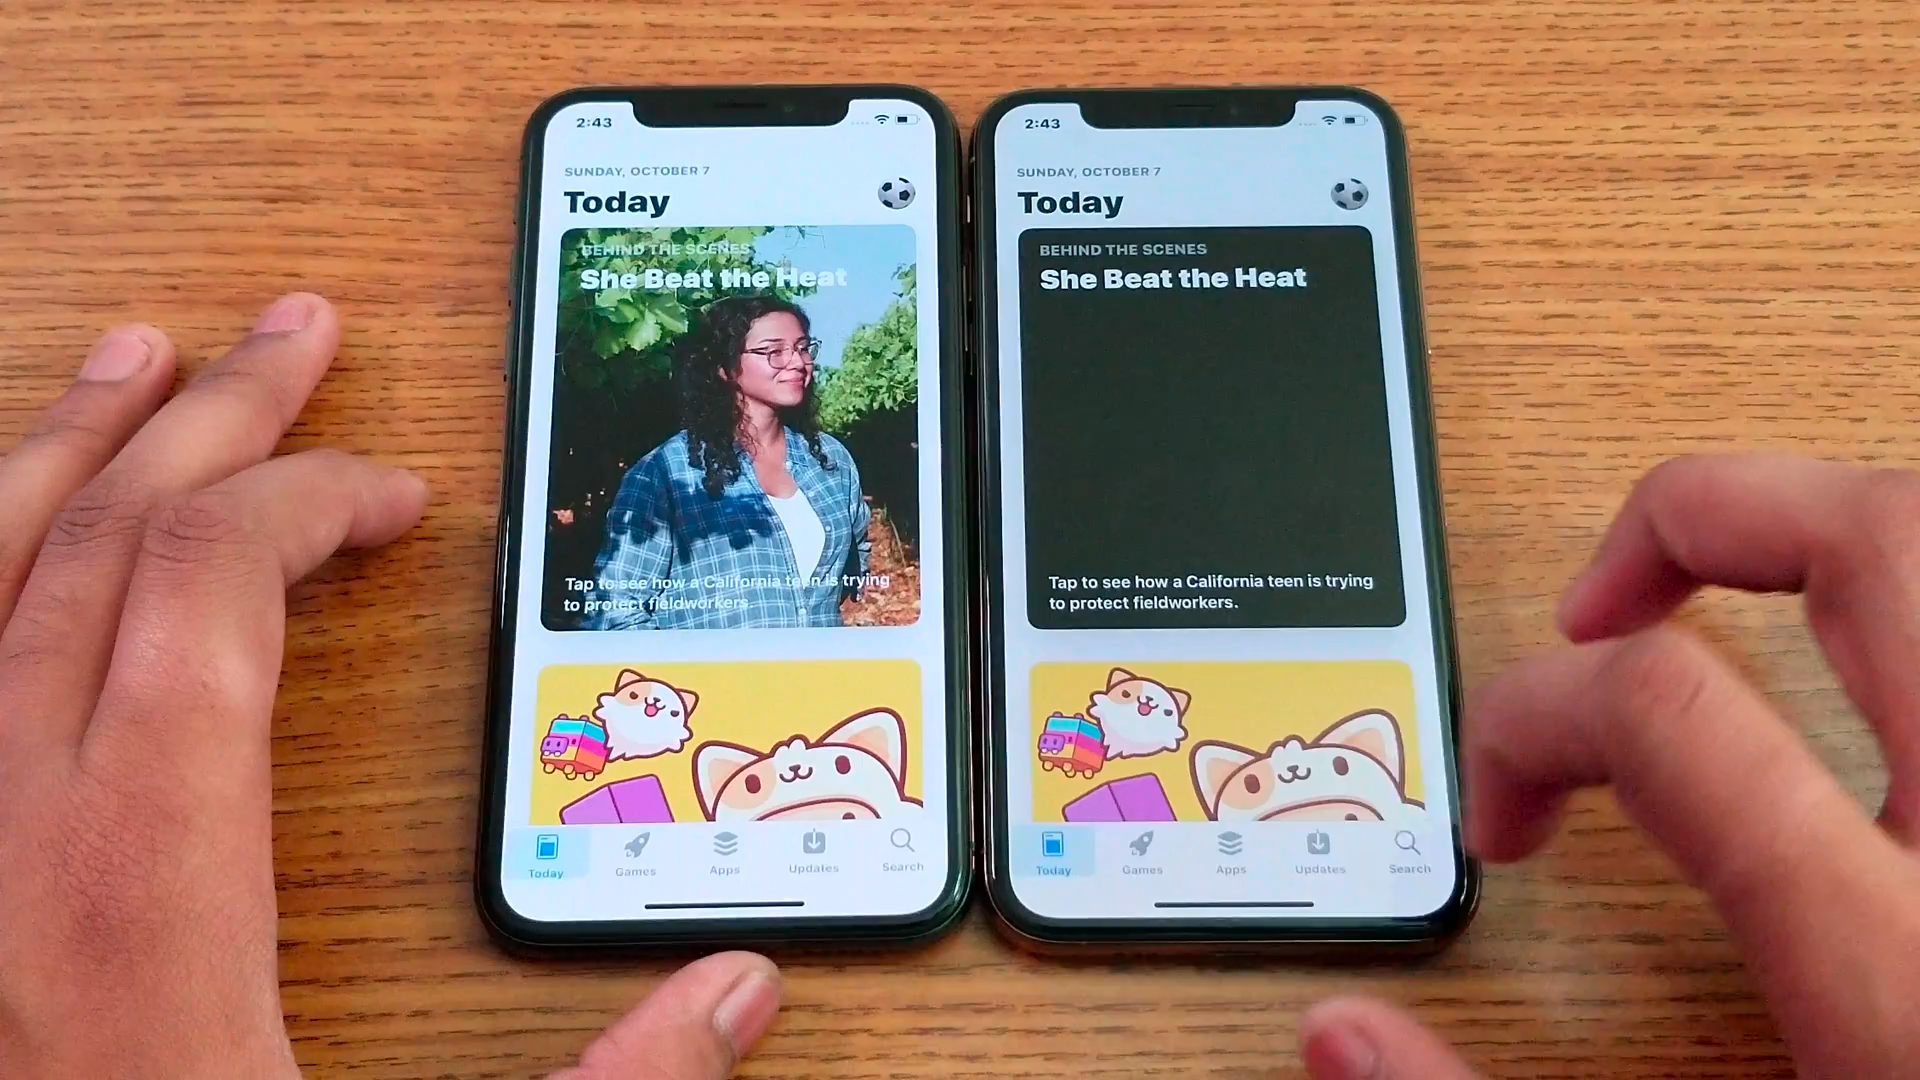 2:43
SUNDAY, OCTOBER 7
Today
BEHIND THE SCENES
She Beat the Heat
Tap to see how a California teen is trying
to protect fieldworkers.
Today
Games
Apps
Updates
Search
2:43
SUNDAY, OCTOBER 7
Today
BEHIND THE SCENES
She Beat the Heat
Tap to see how a California teen is trying
to protect fieldworkers.
Today
Games
Apps
Updates
Search